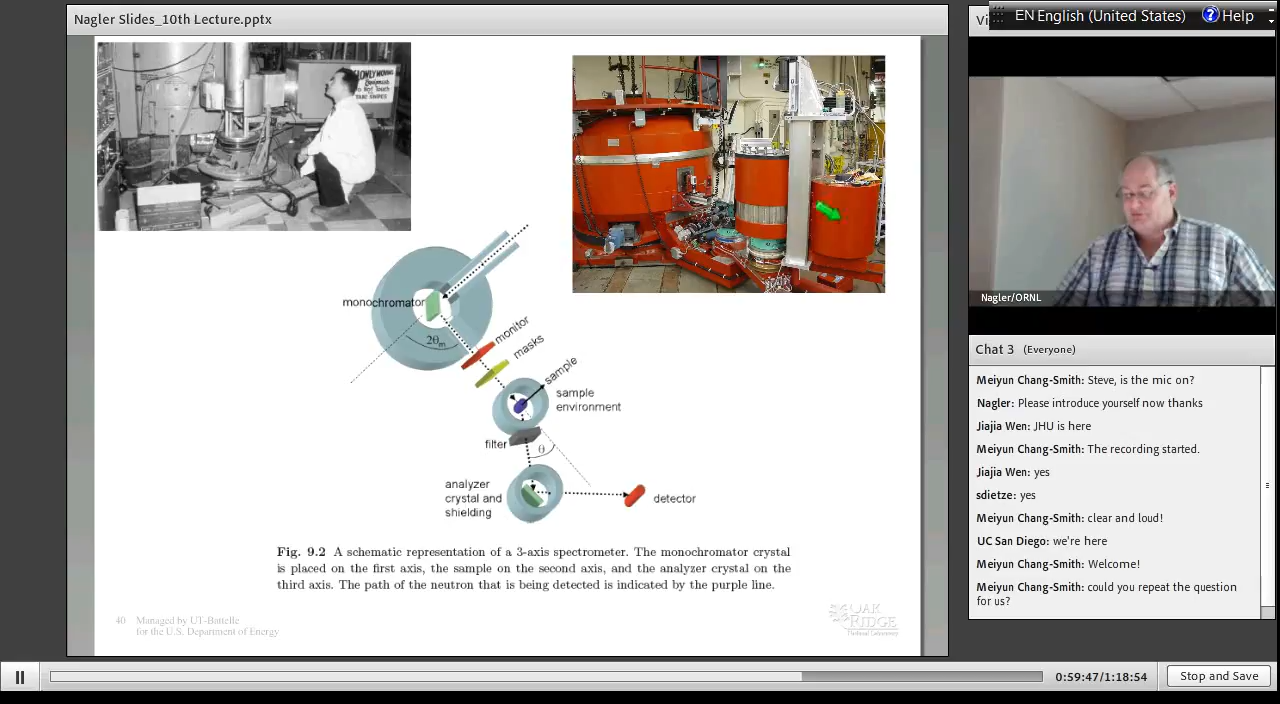 Nagler Slides_10th Lecture.pptx
EN English (United States)
Help
Vi
ONLY MOVING
monochromator
2θm
monitor
masks
sample
sample
environment
filter
θ
analyzer
crystal and
shielding
detector
Fig. 9.2 A schematic representation of a 3-axis spectrometer. The monochromator crystal
is placed on the first axis, the sample on the second axis, and the analyzer crystal on the
third axis. The path of the neutron that is being detected is indicated by the purple line.
40 Managed by UT-Battelle
for the U.S. Department of Energy
OAK
RIDGE
National Laboratory
Nagler/ORNL
Chat 3 (Everyone)
Meiyun Chang-Smith: Steve, is the mic on?
Nagler: Please introduce yourself now thanks
Jiajia Wen: JHU is here
Meiyun Chang-Smith: The recording started.
Jiajia Wen: yes
sdietze: yes
Meiyun Chang-Smith: clear and loud!
UC San Diego: we're here
Meiyun Chang-Smith: Welcome!
Meiyun Chang-Smith: could you repeat the question
for us?
0:59:47/1:18:54
Stop and Save